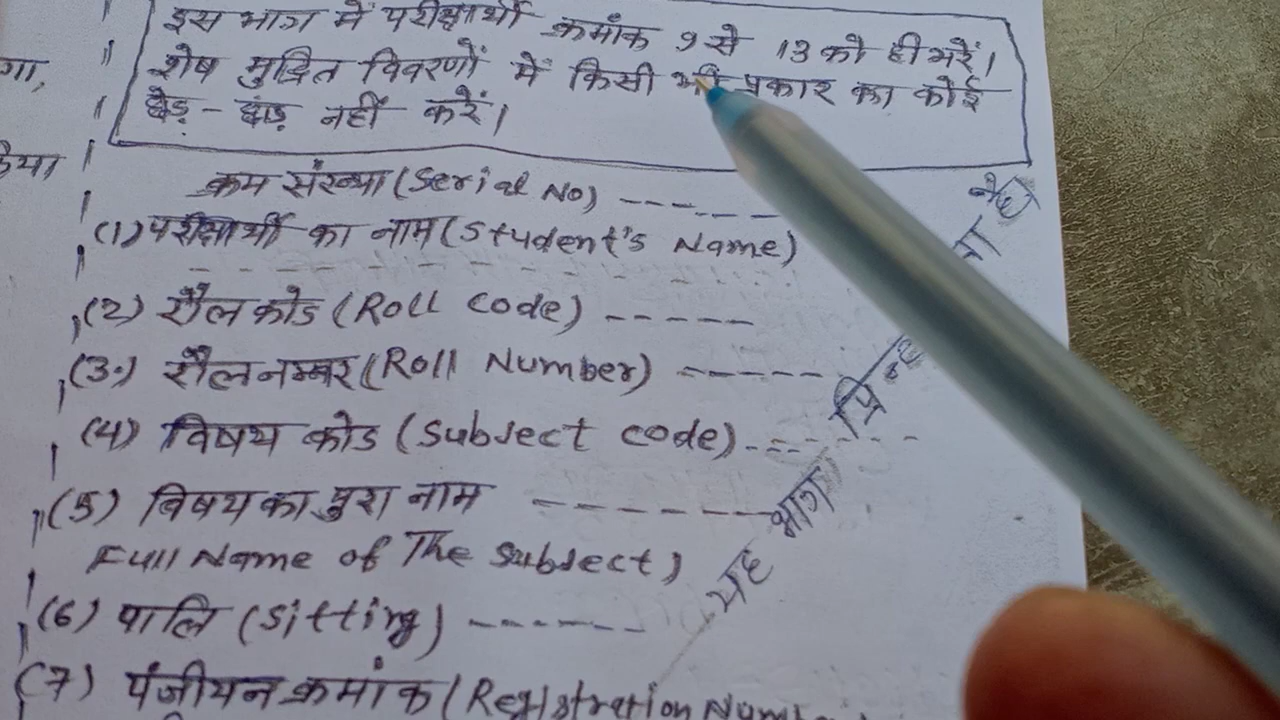 इस भाग में परीक्षार्थी क्रमांक 9 से 13 को ही भरें।
शेष मुद्रित विवरणों में किसी भी प्रकार का कोई
छेड़ - छाड़ नहीं करें।
गा,
क्रम संख्या (Serial No) ------
(1) परीक्षार्थी का नाम (Student's Name)
(2) रौल कोड (Roll Code) -----
(3.) रौल नम्बर (Roll Number) -----
(4) विषय कोड (Subject Code) ------
(5) विषय का पुरा नाम -------
Full Name of The Subject)
(6) पालि (Sitting) ------
(7) पंजीयन क्रमांक (Registration Num
यह भाग प्रिन्